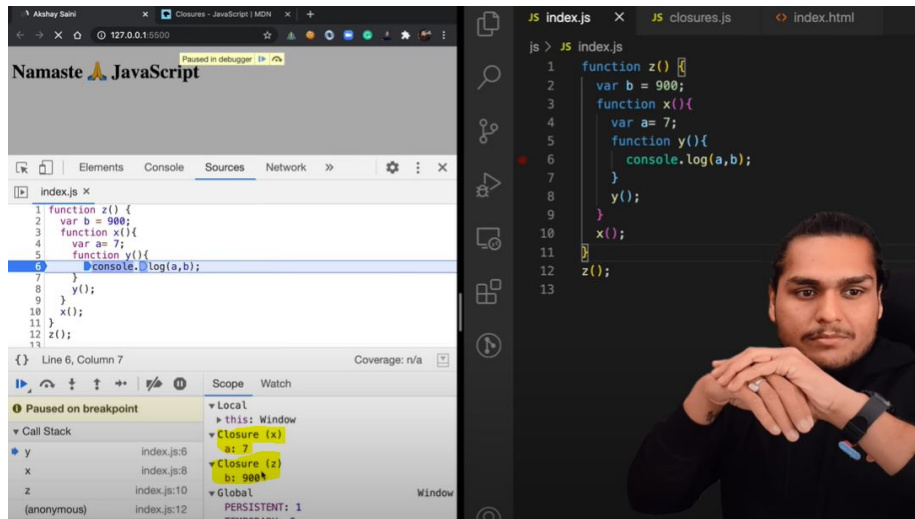 Akshay Saini
Closures - JavaScript | MDN
127.0.0.1:5500
Paused in debugger
Namaste 🙏 JavaScript
Elements Console Sources Network »
index.js ×
1 function z() {
2 var b = 900;
3 function x(){
4 var a= 7;
5 function y(){
6 console.log(a,b);
7 }
8 y();
9 }
10 x();
11 }
12 z();
13
{} Line 6, Column 7 Coverage: n/a
Scope Watch
Paused on breakpoint
Call Stack
y index.js:6
x index.js:8
z index.js:10
(anonymous) index.js:12
Local
this: Window
Closure (x)
a: 7
Closure (z)
b: 900
Global Window
PERSISTENT: 1
JS index.js × JS closures.js <> index.html
js > JS index.js
1 function z() {
2 var b = 900;
3 function x(){
4 var a= 7;
5 function y(){
6 console.log(a,b);
7 }
8 y();
9 }
10 x();
11 }
12 z();
13